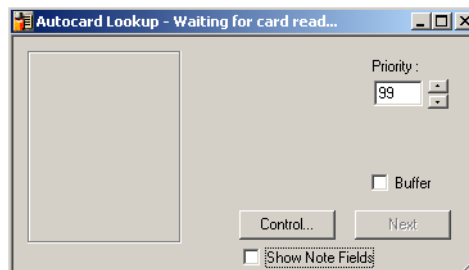 Autocard Lookup - Waiting for card read...
Priority :
99
Buffer
Control...
Next
Show Note Fields